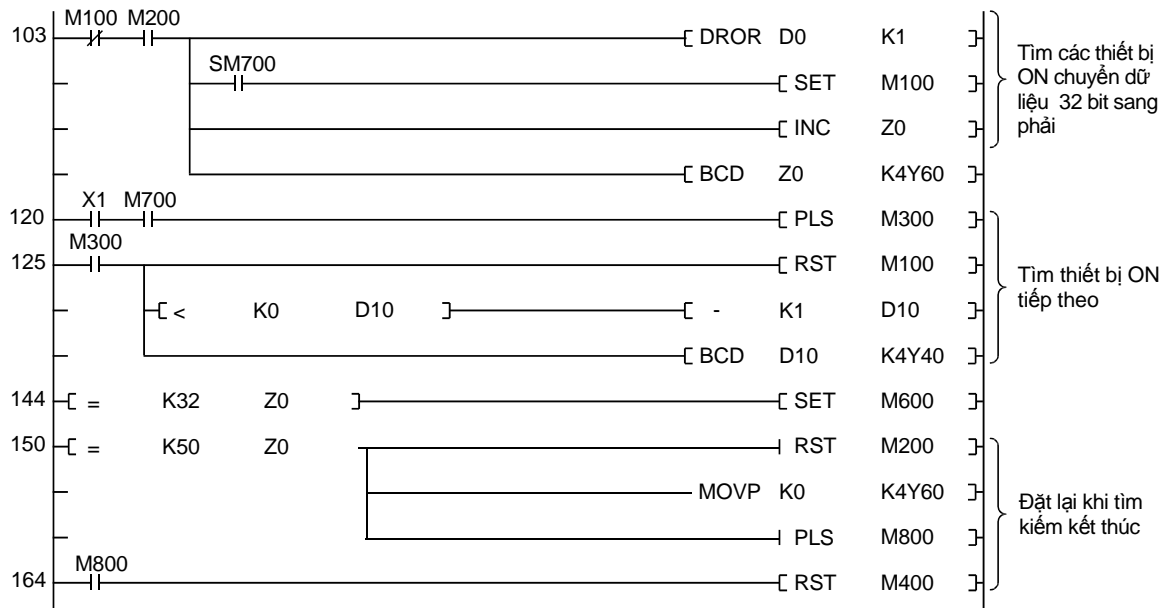 M100 M200
103 DROR D0 K1
SM700
SET M100
INC Z0
BCD Z0 K4Y60
Tìm các thiết bị
ON chuyển dữ
liệu 32 bit sang
phải
X1 M700
120 PLS M300
M300
125 RST M100
< K0 D10 - K1 D10
BCD D10 K4Y40
Tìm thiết bị ON
tiếp theo
144 = K32 Z0 SET M600
150 = K50 Z0 RST M200
MOVP K0 K4Y60
PLS M800
M800
164 RST M400
Đặt lại khi tìm
kiếm kết thúc